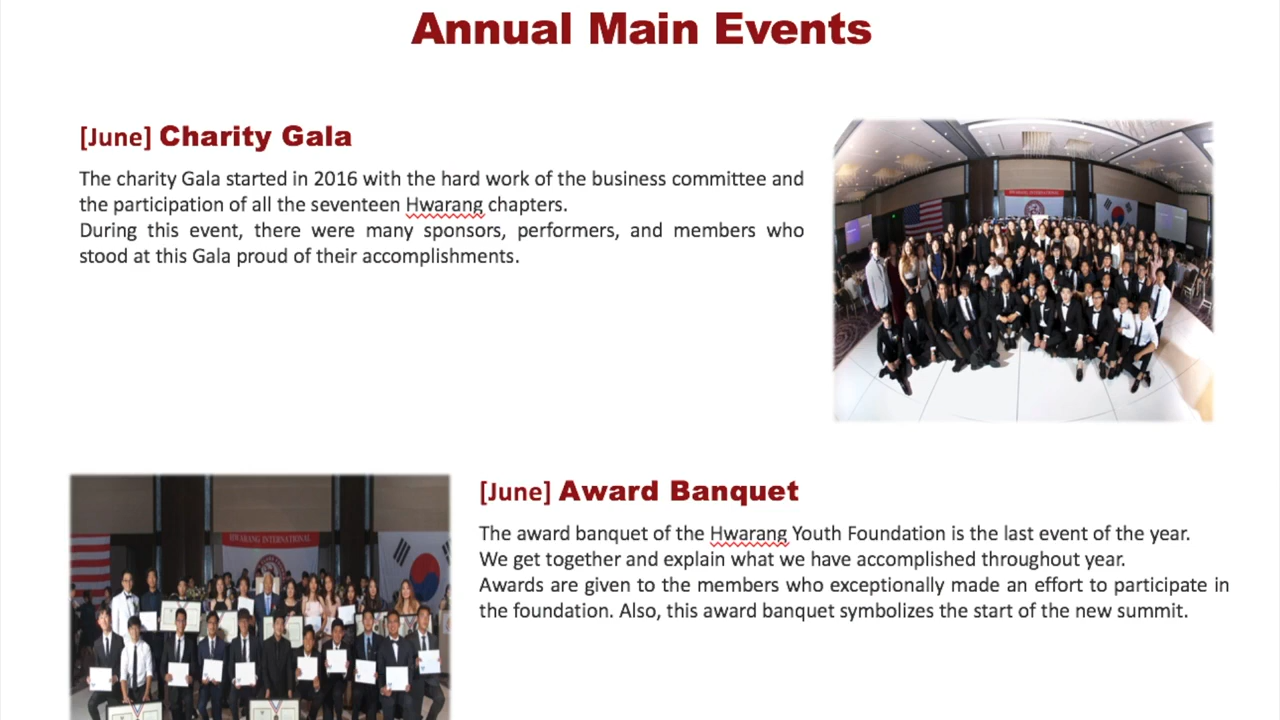 Annual Main Events
[June] Charity Gala
The charity Gala started in 2016 with the hard work of the business committee and
the participation of all the seventeen Hwarang chapters.
During this event, there were many sponsors, performers, and members who
stood at this Gala proud of their accomplishments.
HWARANG INTERNATIONAL
[June] Award Banquet
The award banquet of the Hwarang Youth Foundation is the last event of the year.
We get together and explain what we have accomplished throughout year.
Awards are given to the members who exceptionally made an effort to participate in
the foundation. Also, this award banquet symbolizes the start of the new summit.
HWARANG INTERNATIONAL